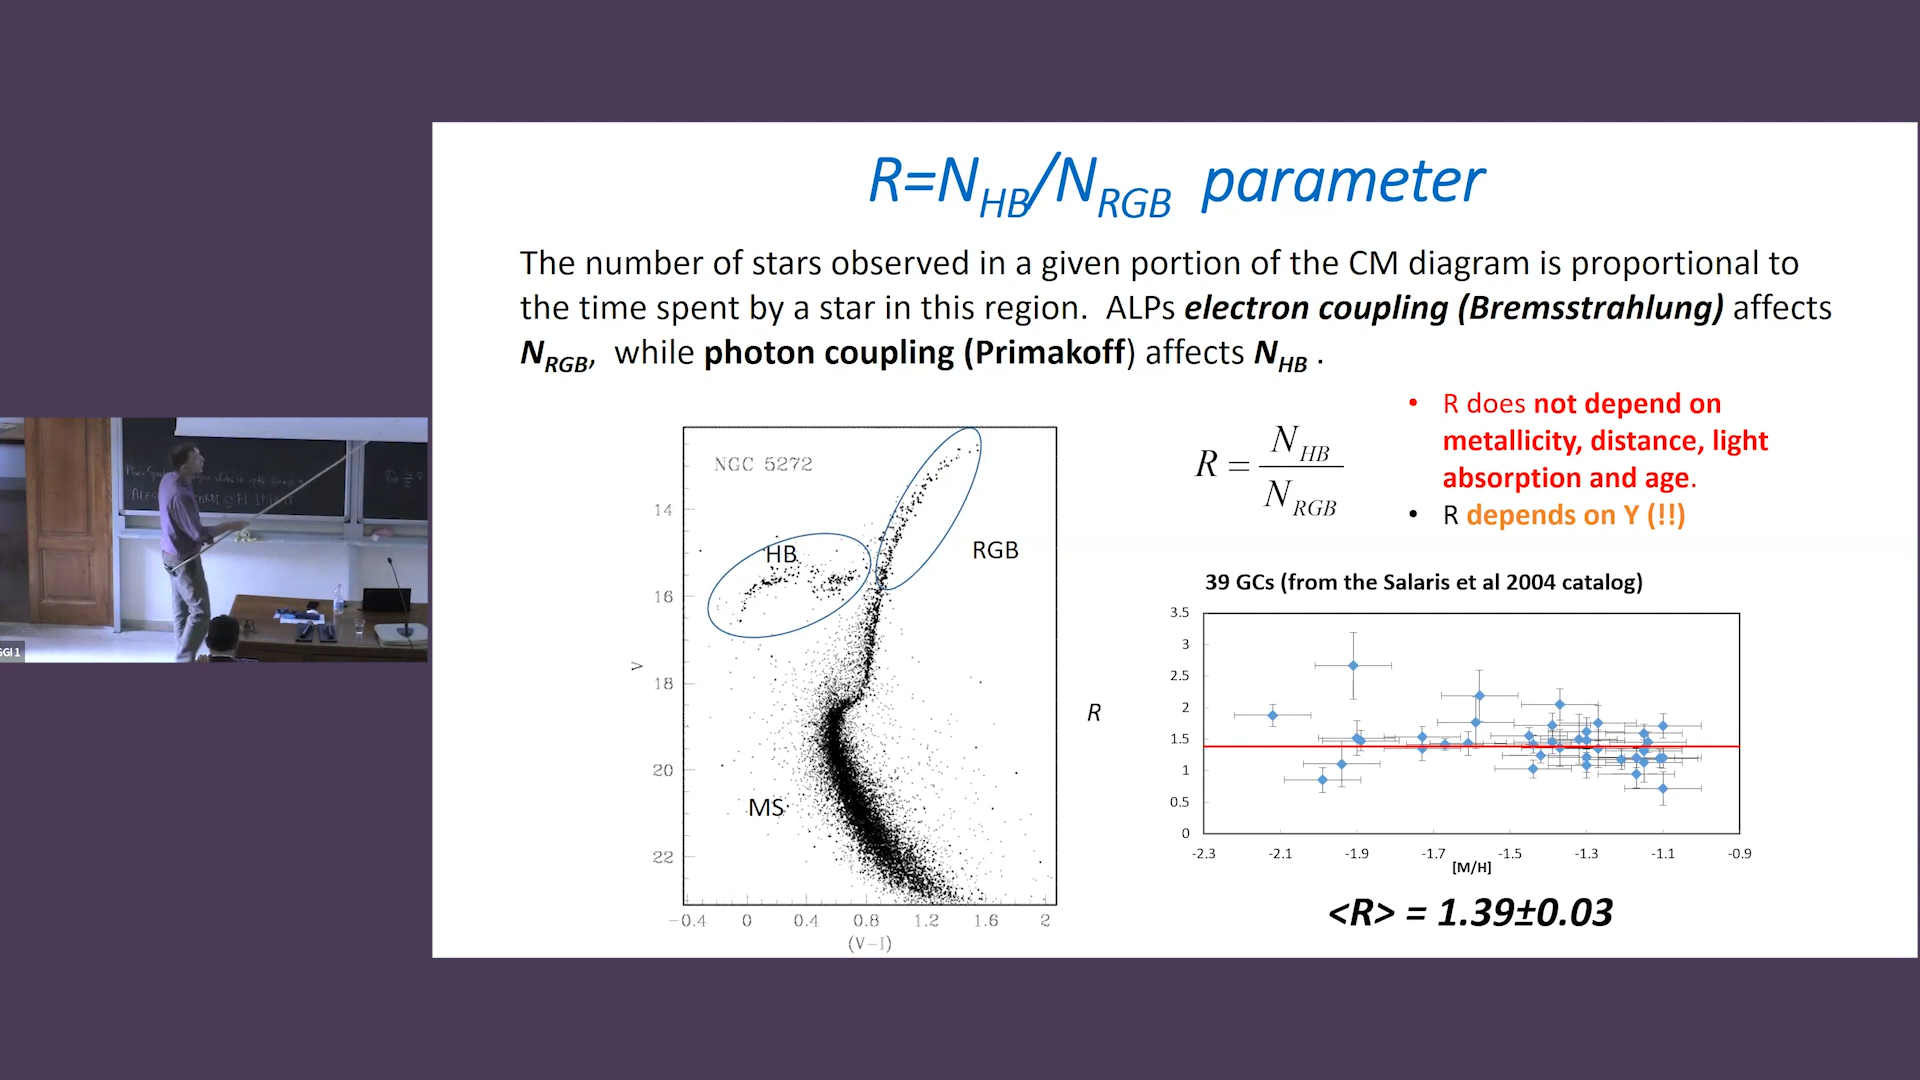 R=N_HB/N_RGB parameter
The number of stars observed in a given portion of the CM diagram is proportional to
the time spent by a star in this region. ALPs electron coupling (Bremsstrahlung) affects
N_RGB, while photon coupling (Primakoff) affects N_HB .
NGC 5272
HB
RGB
MS
V
14
16
18
20
22
−0.4 0 0.4 0.8 1.2 1.6 2
(V−I)
R = N_HB / N_RGB
• R does not depend on
metallicity, distance, light
absorption and age.
• R depends on Y (!!)
39 GCs (from the Salaris et al 2004 catalog)
R
3.5
3
2.5
2
1.5
1
0.5
0
-2.3 -2.1 -1.9 -1.7 -1.5 -1.3 -1.1 -0.9
[M/H]
<R> = 1.39±0.03
GGI 1